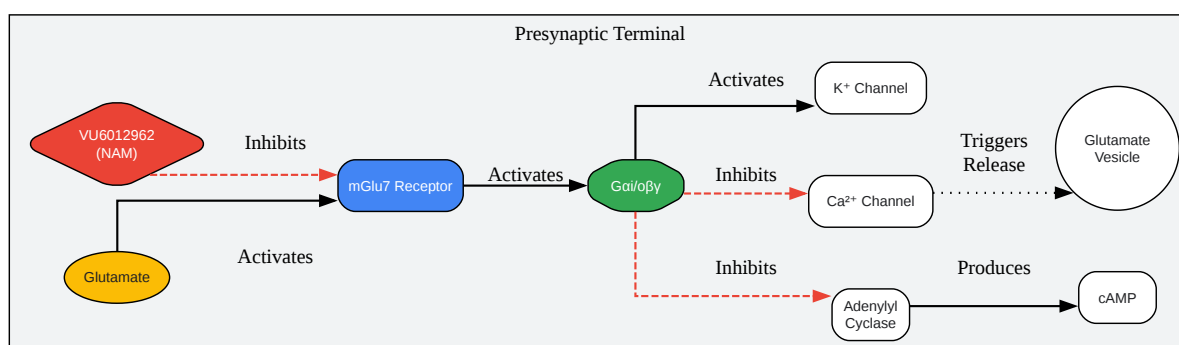 Presynaptic Terminal
VU6012962
(NAM)
Inhibits
Glutamate
Activates
mGlu7 Receptor
Activates
Gαi/oβγ
Activates
K⁺ Channel
Inhibits
Ca²⁺ Channel
Triggers
Release
Glutamate
Vesicle
Inhibits
Adenylyl
Cyclase
Produces
cAMP